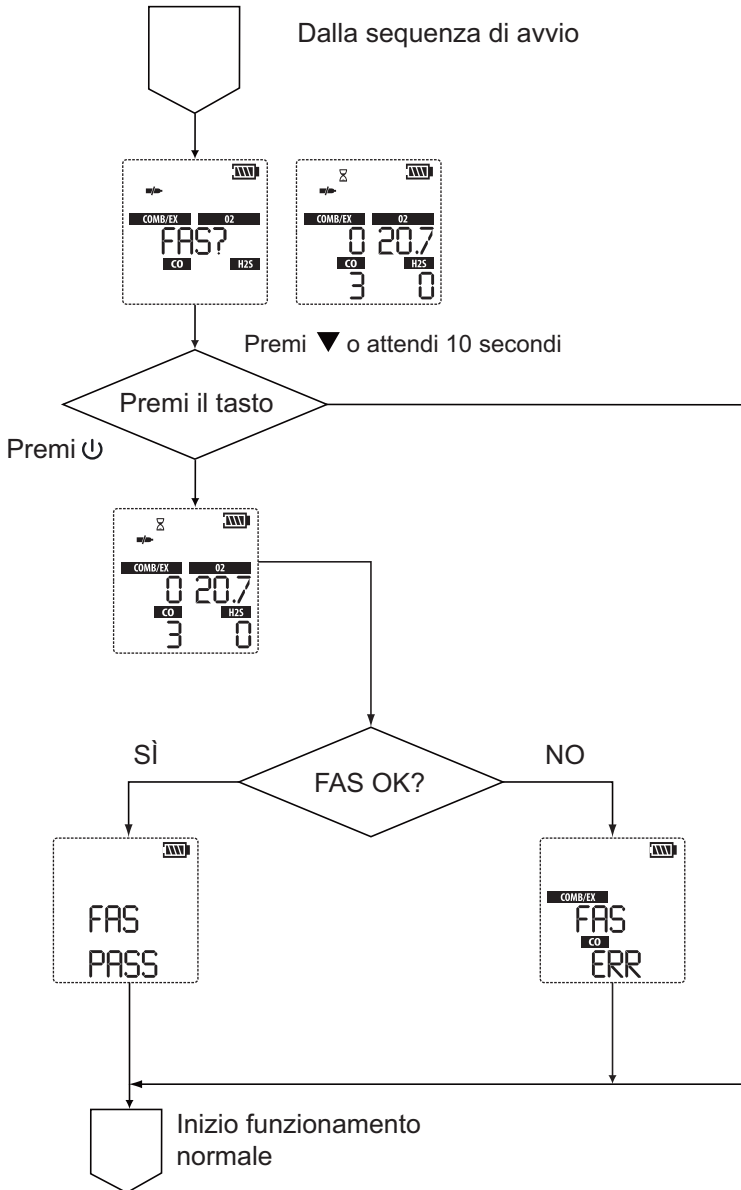 Dalla sequenza di avvio
COMB/EX O2
FAS?
CO H2S
COMB/EX O2
0 20.7
CO H2S
3 0
Premi ▼ o attendi 10 secondi
Premi il tasto
Premi ⏻
COMB/EX O2
0 20.7
CO H2S
3 0
SÌ
FAS OK?
NO
FAS
PASS
COMB/EX
FAS
CO
ERR
Inizio funzionamento
normale